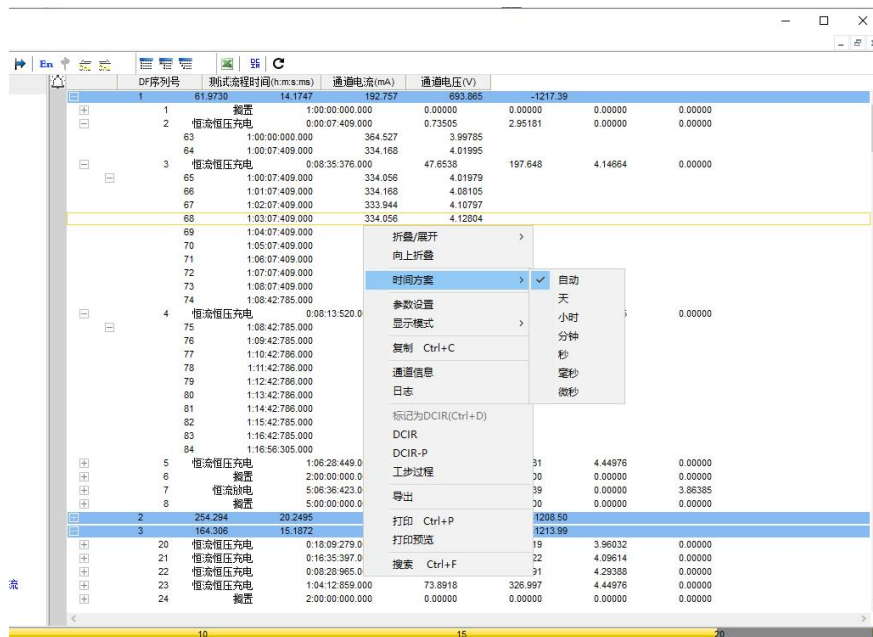 En
DF序列号 测试流程时间(h:m:s:ms) 通道电流(mA) 通道电压(V)
1 61.9730 14.1747 192.757 693.865 -1217.39
1 搁置 1:00:00:000.000 0.00000 0.00000 0.00000 0.00000
2 恒流恒压充电 0:00:07:409.000 0.73505 2.95181 0.00000 0.00000
63 1:00:00:000.000 364.527 3.99785
64 1:00:07:409.000 334.168 4.01995
3 恒流恒压充电 0:08:35:376.000 47.6538 197.648 4.14664 0.00000
65 1:00:07:409.000 334.056 4.01979
66 1:01:07:409.000 334.168 4.08105
67 1:02:07:409.000 333.944 4.10797
68 1:03:07:409.000 334.056 4.12804
69 1:04:07:409.000
70 1:05:07:409.000
71 1:06:07:409.000
72 1:07:07:409.000
73 1:08:07:409.000
74 1:08:42:785.000
4 恒流恒压充电 0:08:13:520.0 0.00000
75 1:08:42:785.000
76 1:09:42:785.000
77 1:10:42:786.000
78 1:11:42:786.000
79 1:12:42:786.000
80 1:13:42:786.000
81 1:14:42:786.000
82 1:15:42:785.000
83 1:16:42:785.000
84 1:16:56:305.000
5 恒流恒压充电 1:06:28:449.0 31 4.44976 0.00000
6 搁置 2:00:00:000.0 00 0.00000 0.00000
7 恒流放电 5:06:36:423.0 39 0.00000 3.86385
8 搁置 5:00:00:000.0 00 0.00000 0.00000
2 254.294 20.2495 -1208.50
3 164.306 15.1872 -1213.99
20 恒流恒压充电 0:18:09:279.0 19 3.96032 0.00000
21 恒流恒压充电 0:16:35:397.0 22 4.09614 0.00000
22 恒流恒压充电 0:08:28:965.0 91 4.29388 0.00000
23 恒流恒压充电 1:04:12:859.000 73.8918 326.997 4.44976 0.00000
24 搁置 2:00:00:000.000 0.00000 0.00000 0.00000 0.00000
折叠/展开
向上折叠
时间方案
参数设置
显示模式
复制 Ctrl+C
通道信息
日志
标记为DCIR(Ctrl+D)
DCIR
DCIR-P
工步过程
导出
打印 Ctrl+P
打印预览
搜索 Ctrl+F
自动
天
小时
分钟
秒
毫秒
微秒
流
10 15 20